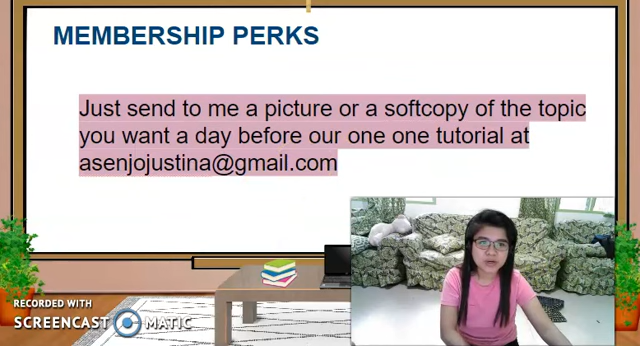 MEMBERSHIP PERKS
Just send to me a picture or a softcopy of the topic
you want a day before our one one tutorial at
asenjojustina@gmail.com
RECORDED WITH
SCREENCAST MATIC